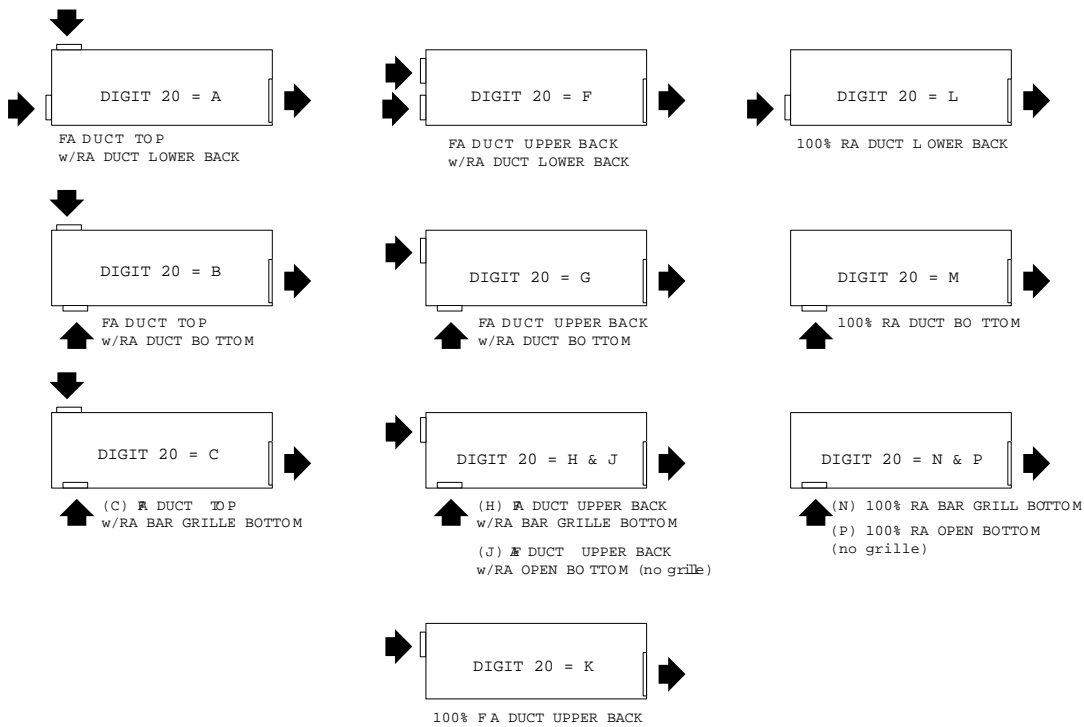 DIGIT 20 = A
FA DUCT TOP
w/RA DUCT LOWER BACK
DIGIT 20 = F
FA DUCT UPPER BACK
w/RA DUCT LOWER BACK
DIGIT 20 = L
100% RA DUCT LOWER BACK
DIGIT 20 = B
FA DUCT TOP
w/RA DUCT BOTTOM
DIGIT 20 = G
FA DUCT UPPER BACK
w/RA DUCT BOTTOM
DIGIT 20 = M
100% RA DUCT BOTTOM
DIGIT 20 = C
(C) FA DUCT TOP
w/RA BAR GRILLE BOTTOM
DIGIT 20 = H & J
(H) FA DUCT UPPER BACK
w/RA BAR GRILLE BOTTOM
(J) FA DUCT UPPER BACK
w/RA OPEN BOTTOM (no grille)
DIGIT 20 = N & P
(N) 100% RA BAR GRILL BOTTOM
(P) 100% RA OPEN BOTTOM
(no grille)
DIGIT 20 = K
100% FA DUCT UPPER BACK